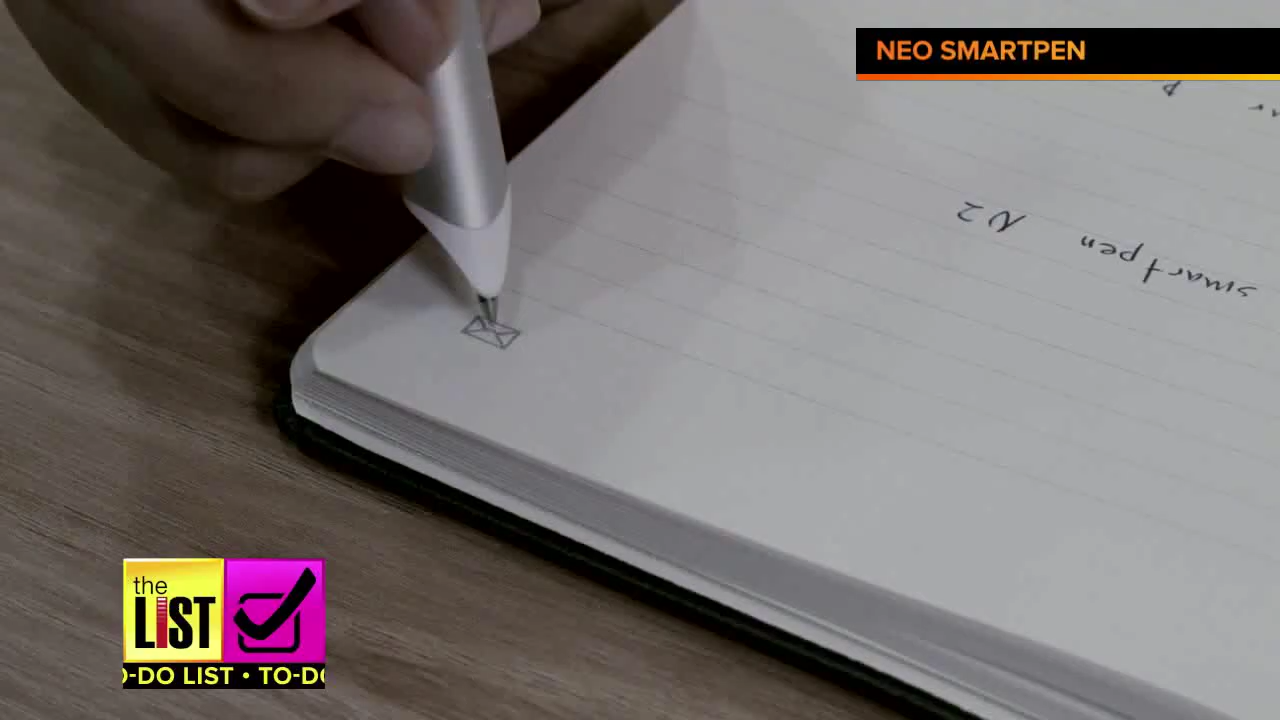 NEO SMARTPEN
smartpen N2
the
LIST
O-DO LIST • TO-DO